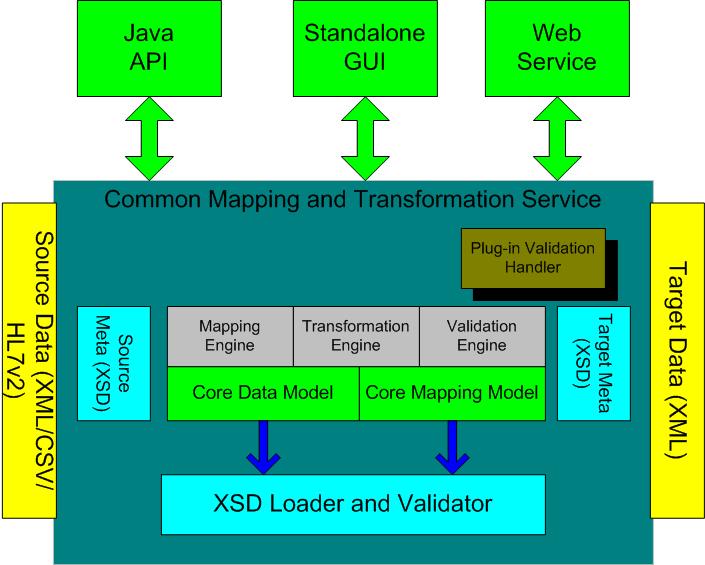 Java
API
Standalone
GUI
Web
Service
Common Mapping and Transformation Service
Plug-in Validation
Handler
Source Data (XML/CSV/
HL7v2)
Source
Meta (XSD)
Mapping
Engine
Transformation
Engine
Validation
Engine
Target Meta
(XSD)
Target Data (XML)
Core Data Model
Core Mapping Model
XSD Loader and Validator